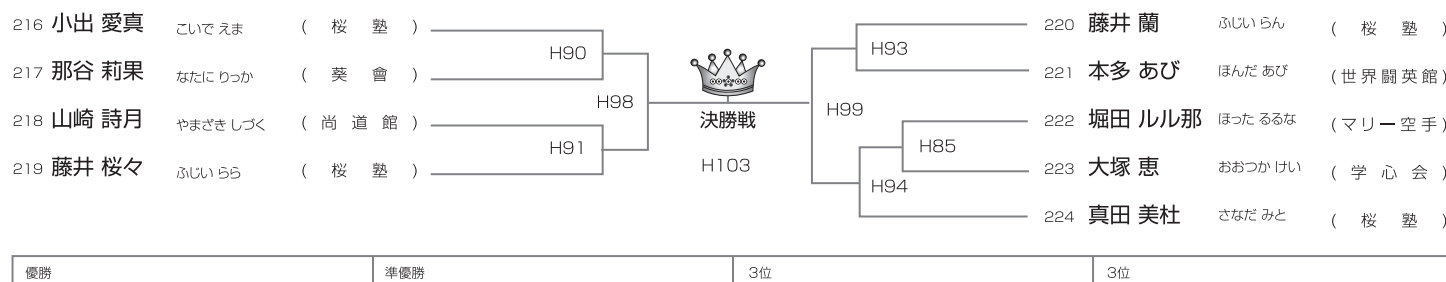 216 小出 愛真 こいで えま ( 桜 塾 )
217 那谷 莉果 なたに りっか ( 葵 會 )
218 山崎 詩月 やまざき しづく ( 尚 道 館 )
219 藤井 桜々 ふじい らら ( 桜 塾 )
H90
H91
H98
決勝戦
H103
H93
H99
H85
H94
220 藤井 蘭 ふじい らん ( 桜 塾 )
221 本多 あび ほんだ あび (世界闘英館)
222 堀田 ルル那 ほった るるな (マリー空手)
223 大塚 恵 おおつか けい ( 学 心 会 )
224 真田 美杜 さなだ みと ( 桜 塾 )
優勝 準優勝 3位 3位